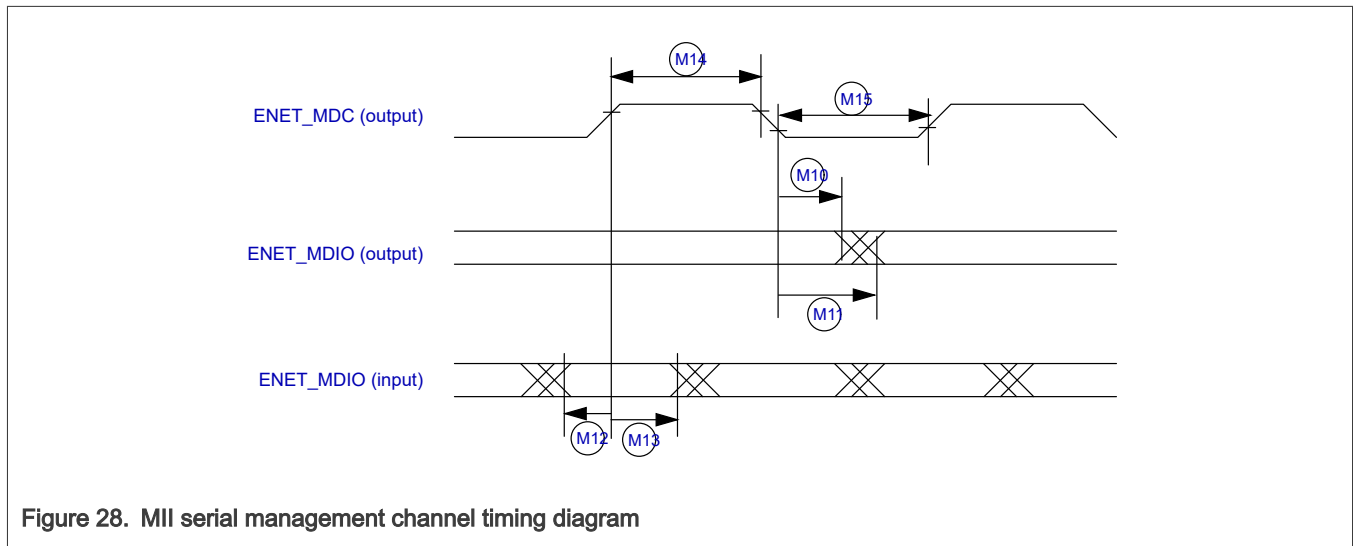 M14
ENET_MDC (output)
M15
M10
ENET_MDIO (output)
M11
ENET_MDIO (input)
M12
M13
Figure 28. MII serial management channel timing diagram